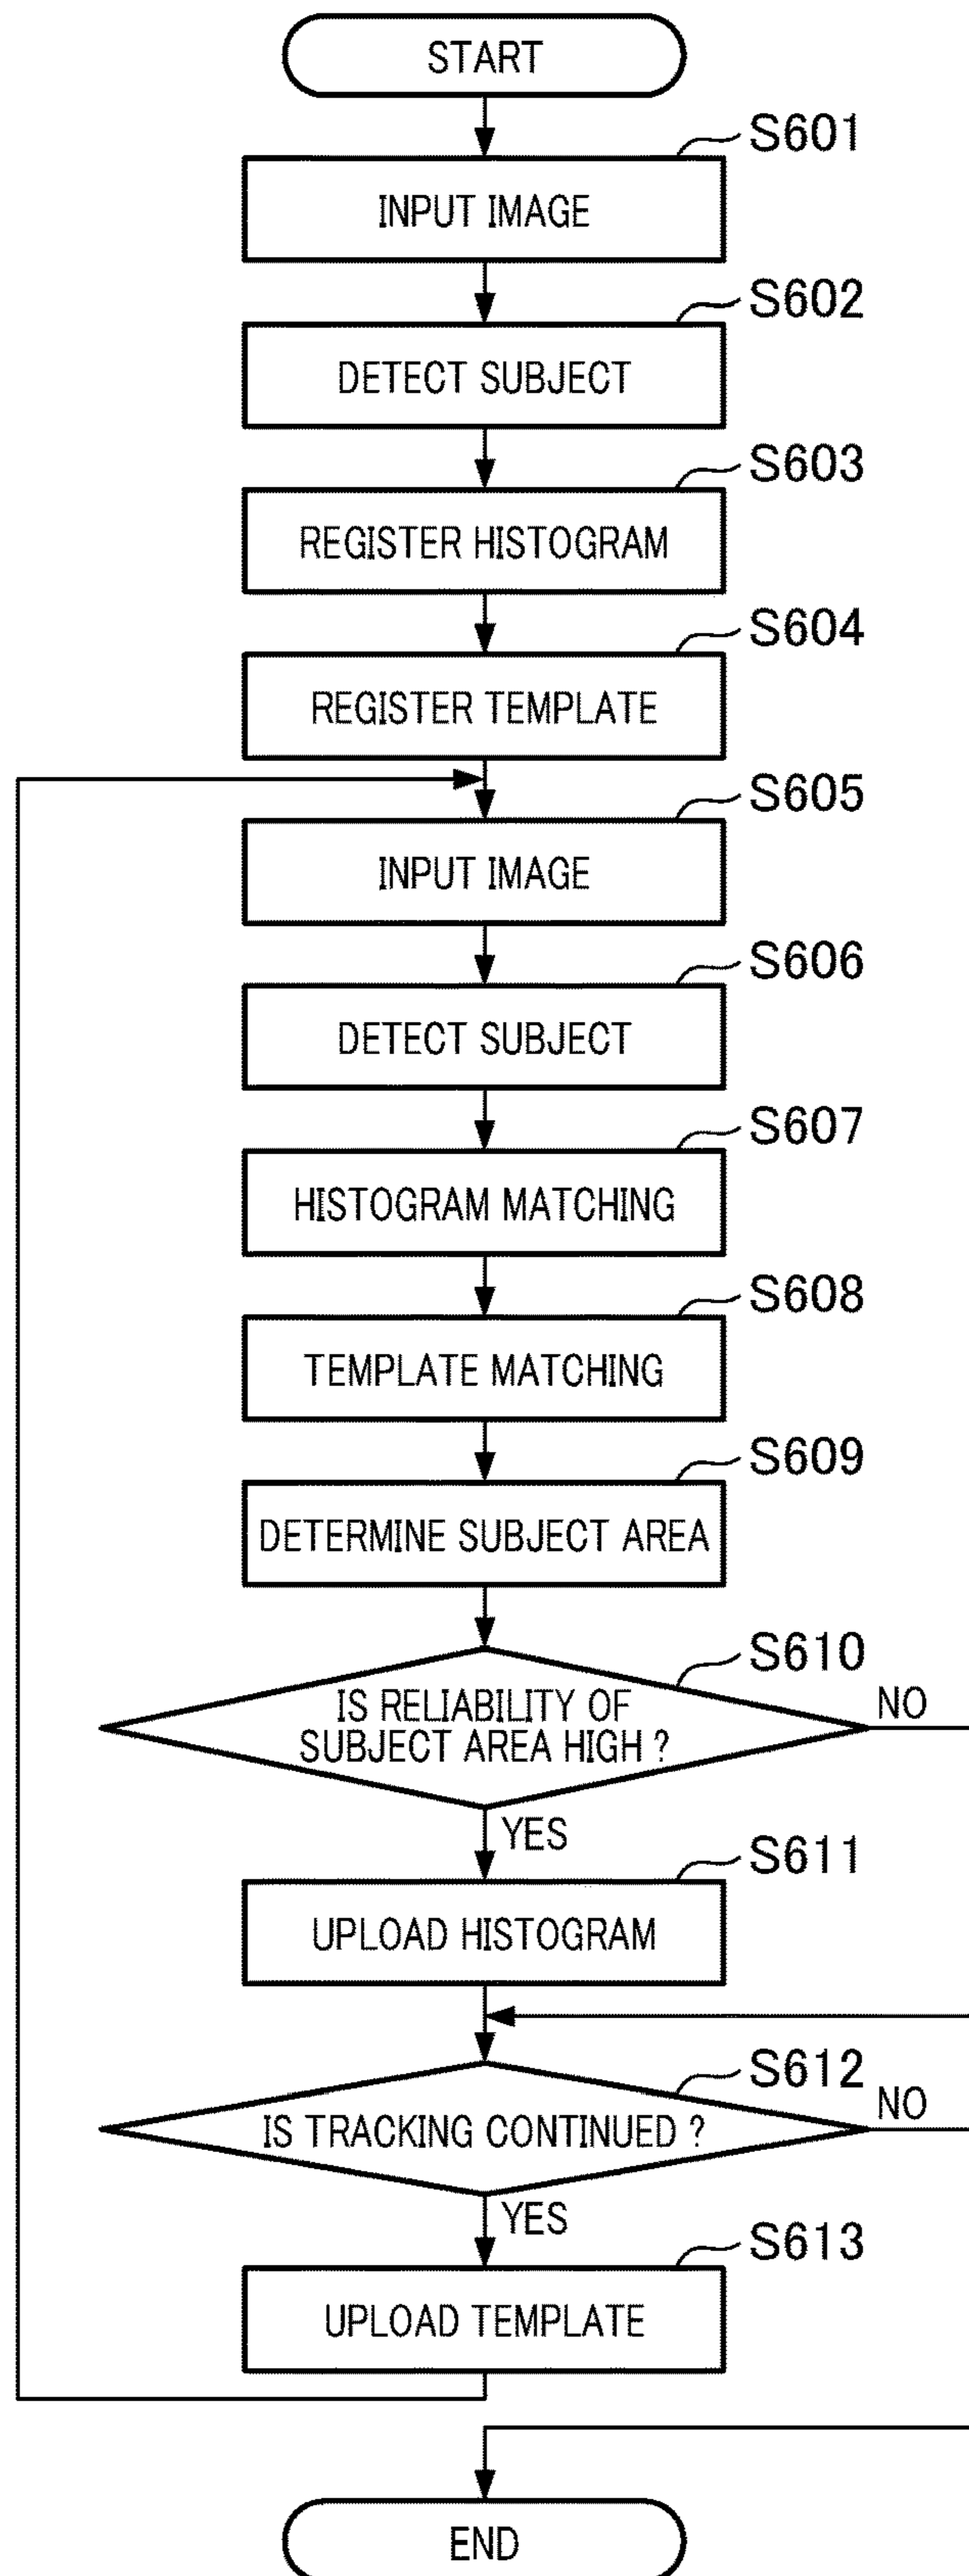 START
S601
INPUT IMAGE
S602
DETECT SUBJECT
S603
REGISTER HISTOGRAM
S604
REGISTER TEMPLATE
S605
INPUT IMAGE
S606
DETECT SUBJECT
S607
HISTOGRAM MATCHING
S608
TEMPLATE MATCHING
S609
DETERMINE SUBJECT AREA
S610
IS RELIABILITY OF
SUBJECT AREA HIGH ?
NO
YES
S611
UPLOAD HISTOGRAM
S612
IS TRACKING CONTINUED ?
NO
YES
S613
UPLOAD TEMPLATE
END